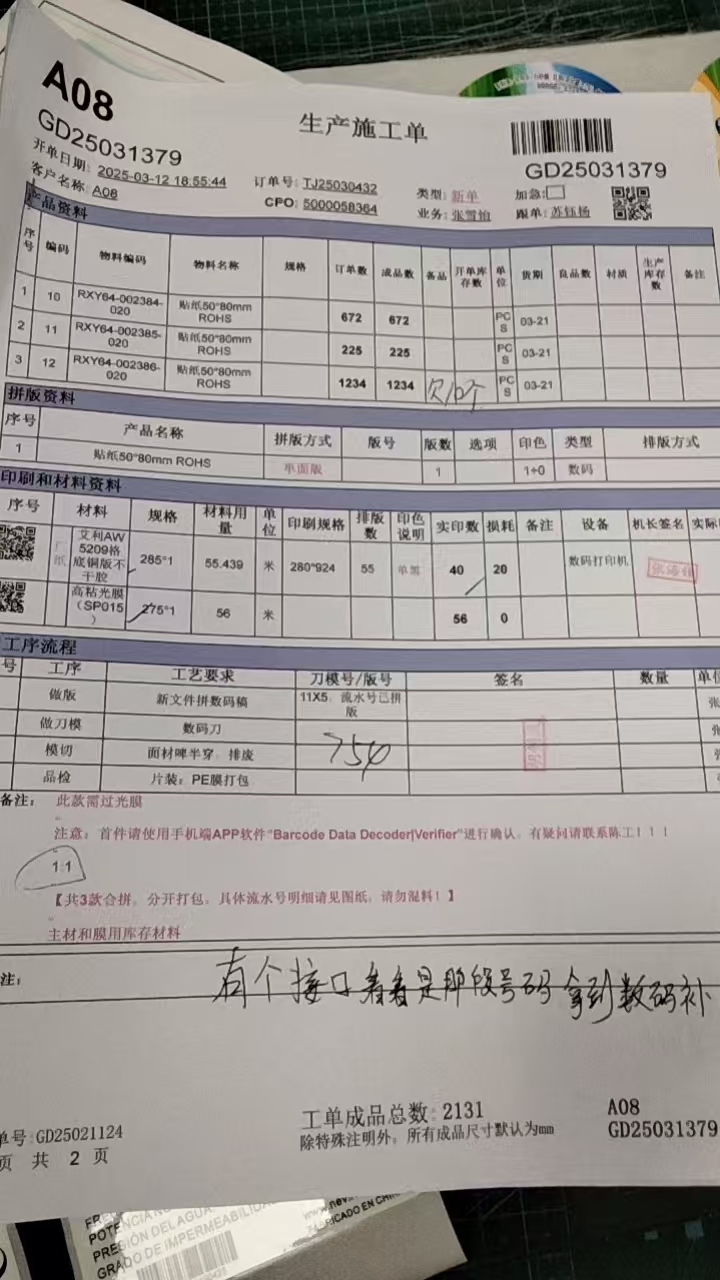 A08
GD25031379
生产施工单
GD25031379
开单日期: 2025-03-12 18:55:44 订单号: TJ25030432 类型: 新单 加急:
客户名称: A08 CPO: 5000058364 业务: 张雪怡 跟单: 苏钰杨
产品资料
序号 编码 物料编码 物料名称 规格 订单数 成品数 备品 开单库存数 单位 货期 良品数 材质 生产库存数 备注
1 10 RXY64-002384-020 贴纸50*80mm ROHS 672 672 PCS 03-21
2 11 RXY64-002385-020 贴纸50*80mm ROHS 225 225 PCS 03-21
3 12 RXY64-002386-020 贴纸50*80mm ROHS 1234 1234 欠10个 PCS 03-21
拼版资料
序号 产品名称 拼版方式 版号 版数 选项 印色 类型 排版方式
1 贴纸50*80mm ROHS 单面版 1 1+0 数码
印刷和材料资料
序号 材料 规格 材料用量 单位 印刷规格 排版数 印色说明 实印数 损耗 备注 设备 机长签名 实际
厂纸 艾利AW5209格底铜版不干胶 285*1 55.439 米 280*924 55 单黑 40 20 数码打印机
高粘光膜（SP015） 275*1 56 米 56 0
工序流程
号 工序 工艺要求 刀模号/版号 签名 数量 单位
做版 新文件拼数码稿 11X5，流水号已拼版
做刀模 数码刀
754
模切 面材啤半穿，排废
品检 片装；PE膜打包
备注： 此款需过光膜
注意：首件请使用手机端APP软件"Barcode Data Decoder|Verifier"进行确认，有疑问请联系陈工！！！
11
【共3款合拼，分开打包，具体流水号明细请见图纸，请勿混料！】
主材和膜用库存材料
注： 有个接口看看是那段号码拿到数码补
工单成品总数: 2131
除特殊注明外，所有成品尺寸默认为mm
单号: GD25021124
页 共 2 页
A08
GD25031379
POTENCIA
PRESIÓN DEL AGUA
GRADO DE IMPERMEABILI